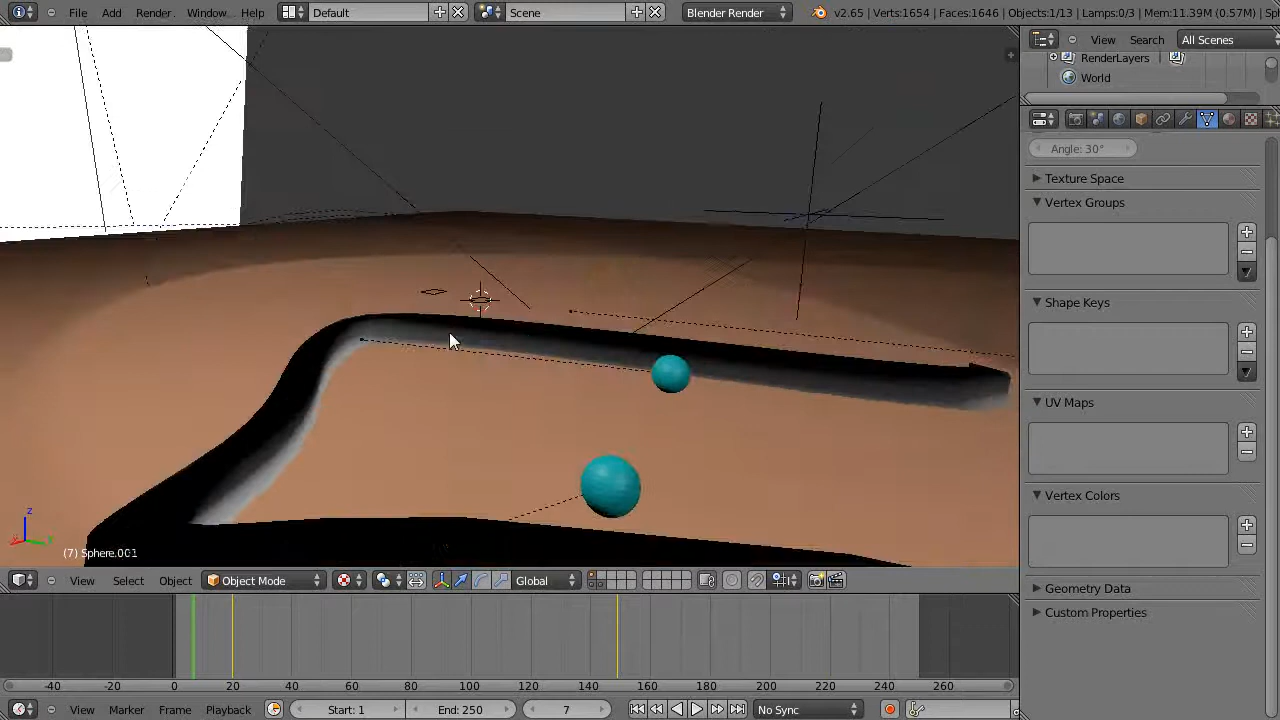 File Add Render Window Help Default Scene Blender Render v2.65 | Verts:1654 | Faces:1646 | Objects:1/13 | Lamps:0/3 | Mem:11.39M (0.57M) | Sph
View Search All Scenes
RenderLayers
World
Angle: 30°
Texture Space
Vertex Groups
Shape Keys
UV Maps
Vertex Colors
Geometry Data
Custom Properties
z
y x
(7) Sphere.001
View Select Object Object Mode Global
-40 -20 0 20 40 60 80 100 120 140 160 180 200 220 240 260
View Marker Frame Playback Start: 1 End: 250 7 No Sync